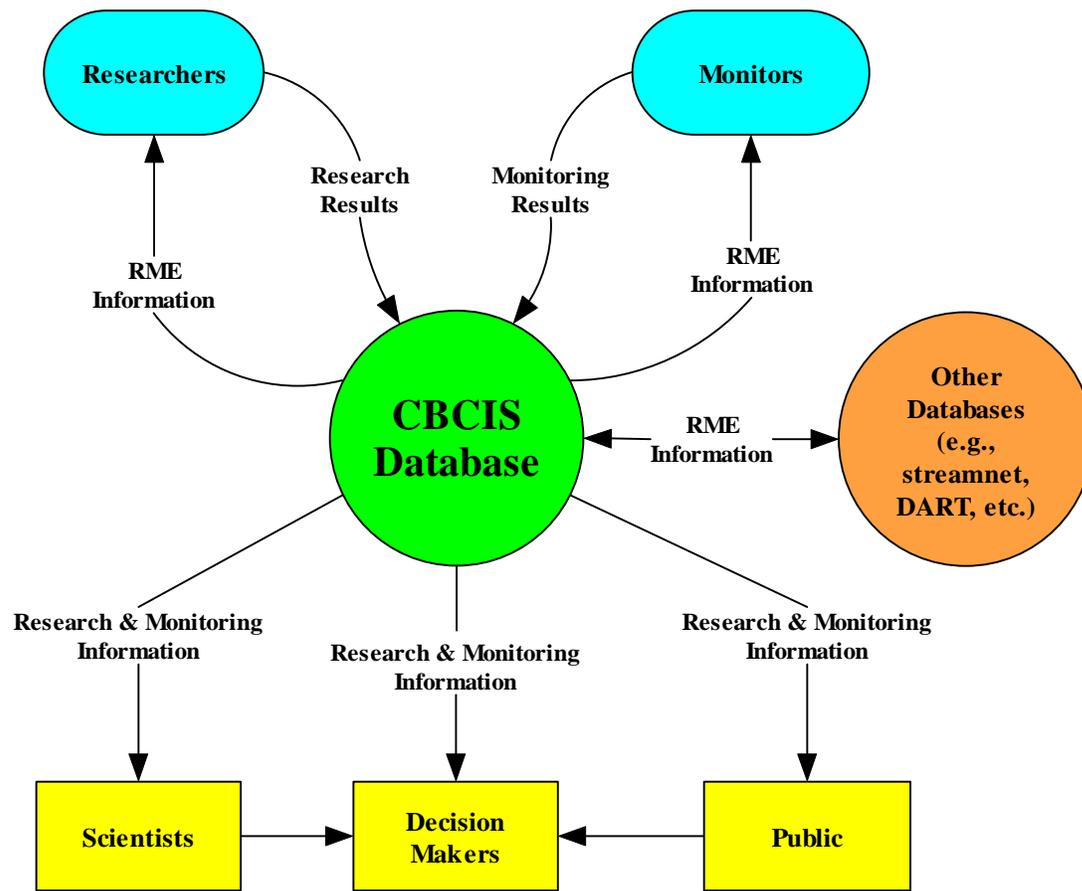 Researchers
Monitors
Research
Results
Monitoring
Results
RME
Information
RME
Information
CBCIS
Database
RME
Information
Other
Databases
(e.g.,
streamnet,
DART, etc.)
Research & Monitoring
Information
Research & Monitoring
Information
Research & Monitoring
Information
Scientists
Decision
Makers
Public